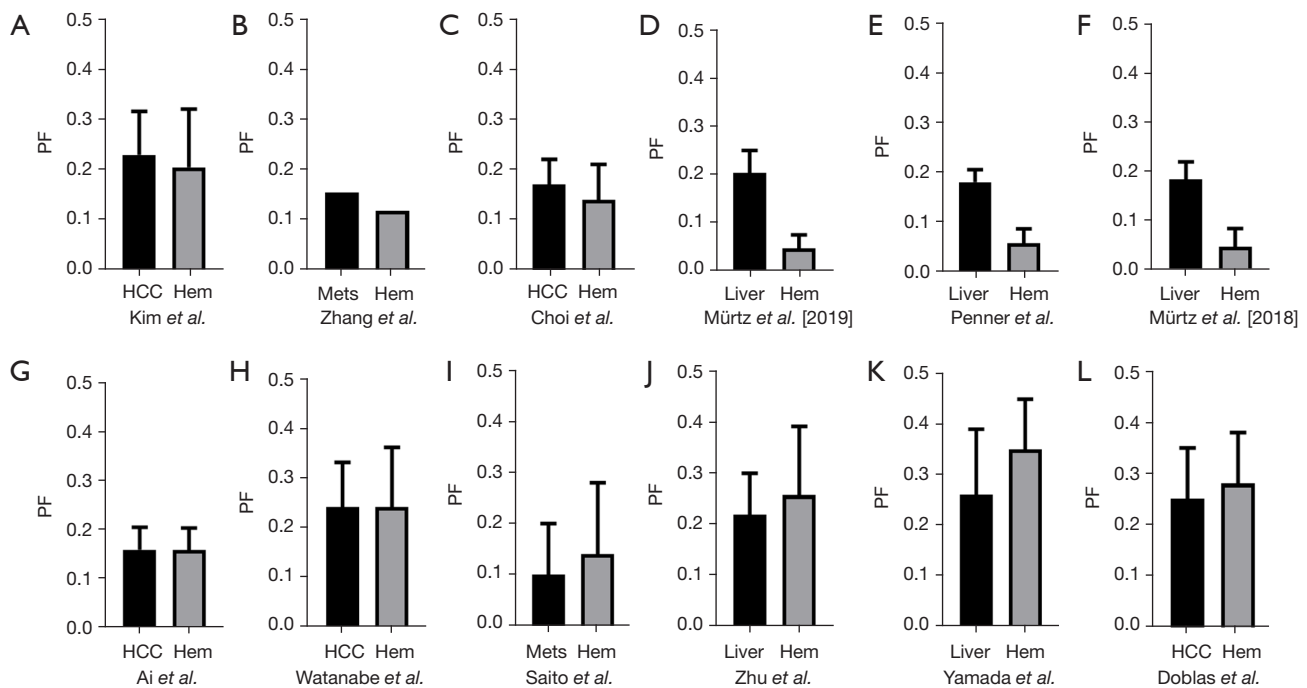 A
0.5
0.4
0.3
0.2
0.1
0.0
PF
HCC Hem
Kim et al.
B
0.5
0.4
0.3
0.2
0.1
0.0
PF
Mets Hem
Zhang et al.
C
0.5
0.4
0.3
0.2
0.1
0.0
PF
HCC Hem
Choi et al.
D
0.5
0.4
0.3
0.2
0.1
0.0
PF
Liver Hem
Mürtz et al. [2019]
E
0.5
0.4
0.3
0.2
0.1
0.0
PF
Liver Hem
Penner et al.
F
0.5
0.4
0.3
0.2
0.1
0.0
PF
Liver Hem
Mürtz et al. [2018]
G
0.5
0.4
0.3
0.2
0.1
0.0
PF
HCC Hem
Ai et al.
H
0.5
0.4
0.3
0.2
0.1
0.0
PF
HCC Hem
Watanabe et al.
I
0.5
0.4
0.3
0.2
0.1
0.0
PF
Mets Hem
Saito et al.
J
0.5
0.4
0.3
0.2
0.1
0.0
PF
Liver Hem
Zhu et al.
K
0.5
0.4
0.3
0.2
0.1
0.0
PF
Liver Hem
Yamada et al.
L
0.5
0.4
0.3
0.2
0.1
0.0
PF
HCC Hem
Doblas et al.